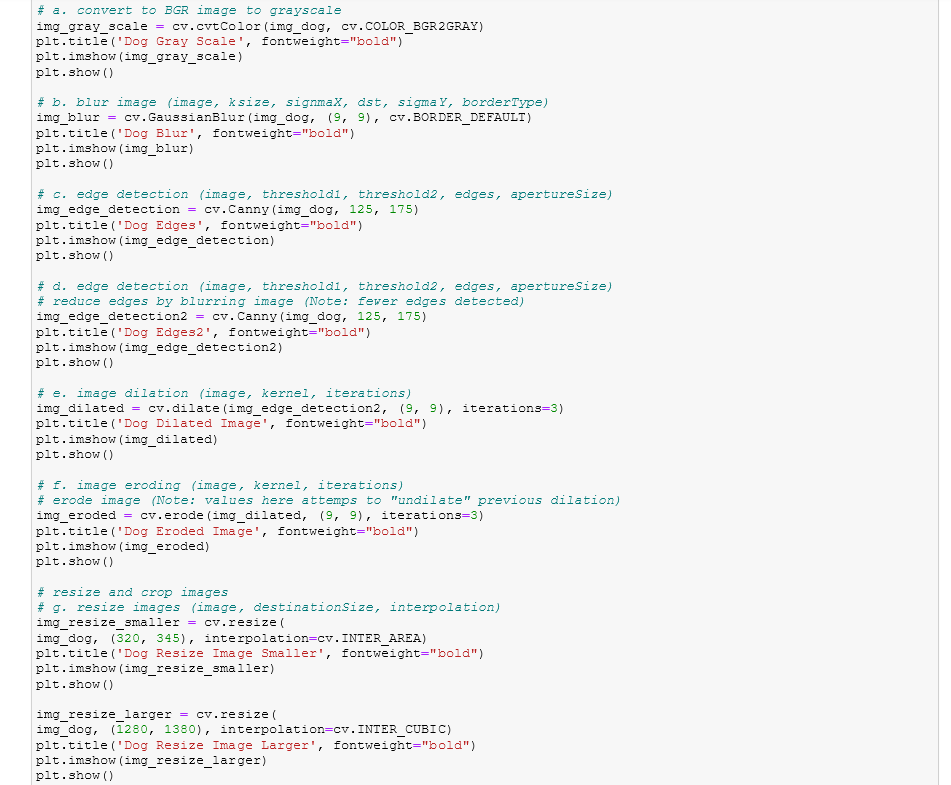 # a. convert to BGR image to grayscale
img_gray_scale = cv.cvtColor(img_dog, cv.COLOR_BGR2GRAY)
plt.title('Dog Gray Scale', fontweight="bold")
plt.imshow(img_gray_scale)
plt.show()

# b. blur image (image, ksize, signmaX, dst, sigmaY, borderType)
img_blur = cv.GaussianBlur(img_dog, (9, 9), cv.BORDER_DEFAULT)
plt.title('Dog Blur', fontweight="bold")
plt.imshow(img_blur)
plt.show()

# c. edge detection (image, threshold1, threshold2, edges, apertureSize)
img_edge_detection = cv.Canny(img_dog, 125, 175)
plt.title('Dog Edges', fontweight="bold")
plt.imshow(img_edge_detection)
plt.show()

# d. edge detection (image, threshold1, threshold2, edges, apertureSize)
# reduce edges by blurring image (Note: fewer edges detected)
img_edge_detection2 = cv.Canny(img_dog, 125, 175)
plt.title('Dog Edges2', fontweight="bold")
plt.imshow(img_edge_detection2)
plt.show()

# e. image dilation (image, kernel, iterations)
img_dilated = cv.dilate(img_edge_detection2, (9, 9), iterations=3)
plt.title('Dog Dilated Image', fontweight="bold")
plt.imshow(img_dilated)
plt.show()

# f. image eroding (image, kernel, iterations)
# erode image (Note: values here attemps to "undilate" previous dilation)
img_eroded = cv.erode(img_dilated, (9, 9), iterations=3)
plt.title('Dog Eroded Image', fontweight="bold")
plt.imshow(img_eroded)
plt.show()

# resize and crop images
# g. resize images (image, destinationSize, interpolation)
img_resize_smaller = cv.resize(
img_dog, (320, 345), interpolation=cv.INTER_AREA)
plt.title('Dog Resize Image Smaller', fontweight="bold")
plt.imshow(img_resize_smaller)
plt.show()

img_resize_larger = cv.resize(
img_dog, (1280, 1380), interpolation=cv.INTER_CUBIC)
plt.title('Dog Resize Image Larger', fontweight="bold")
plt.imshow(img_resize_larger)
plt.show()